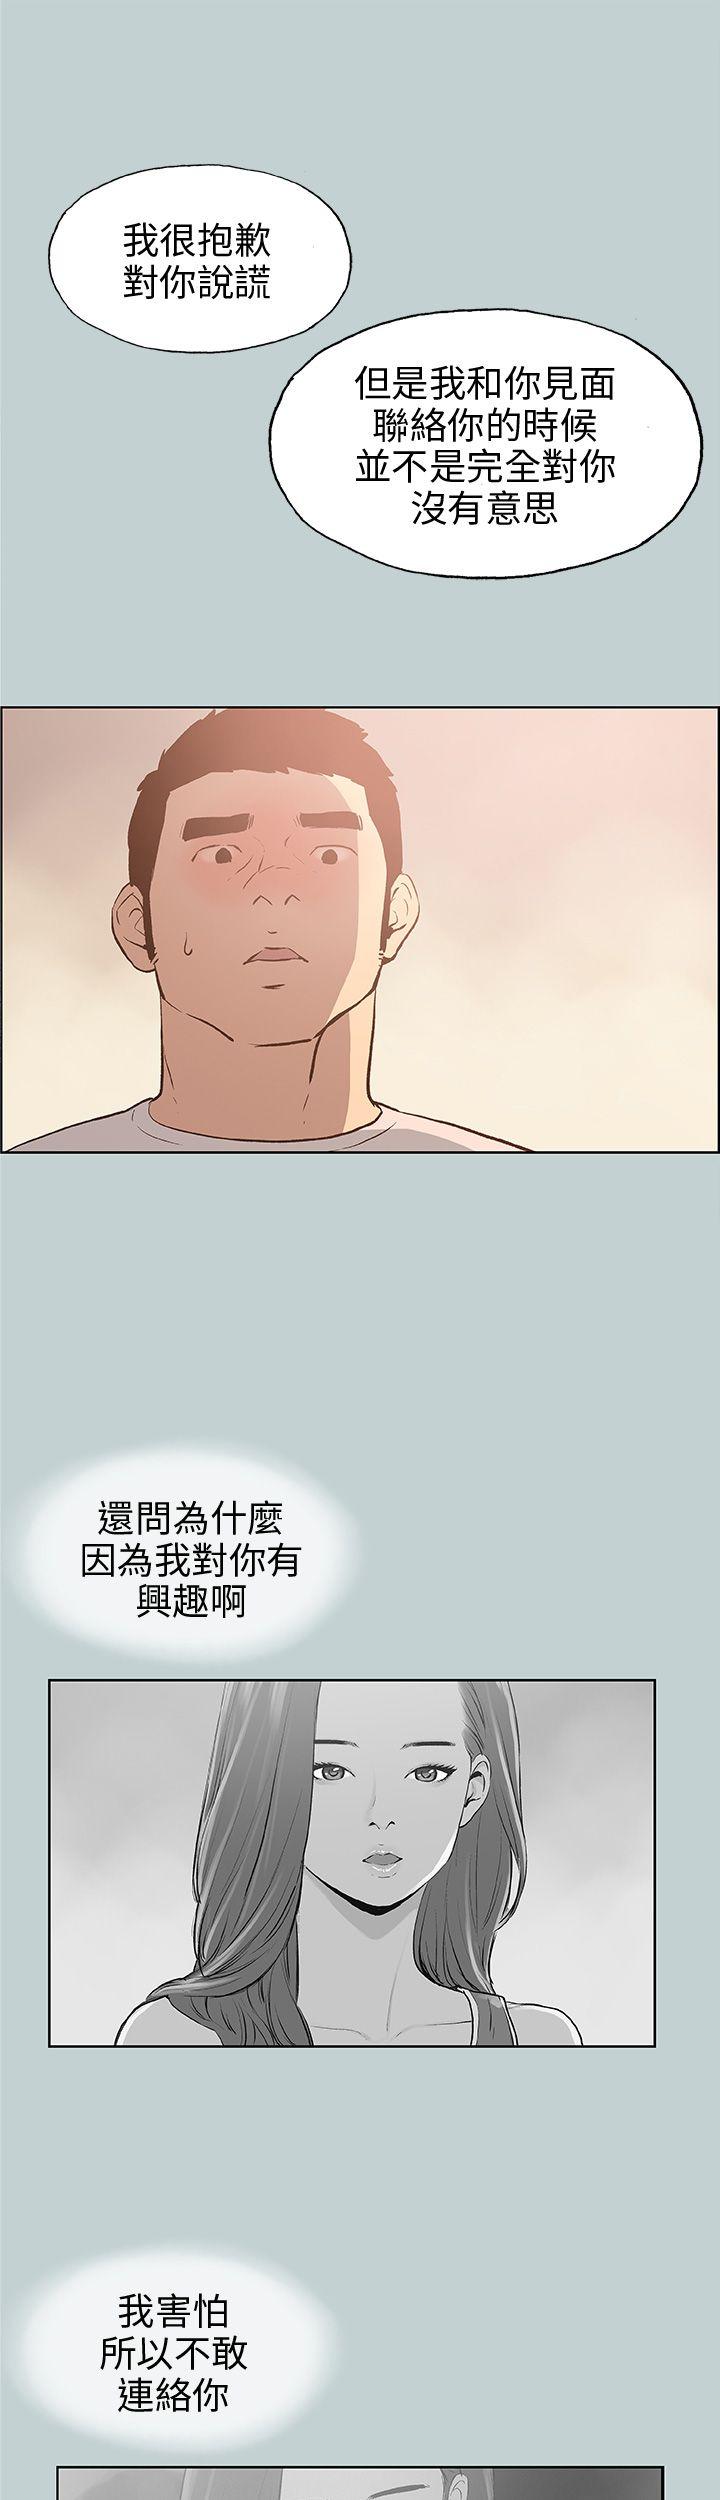 我很抱歉
對你說謊
但是我和你見面
聯絡你的時候
並不是完全對你
沒有意思
還問為什麼
因為我對你有
興趣啊
我害怕
所以不敢
連絡你